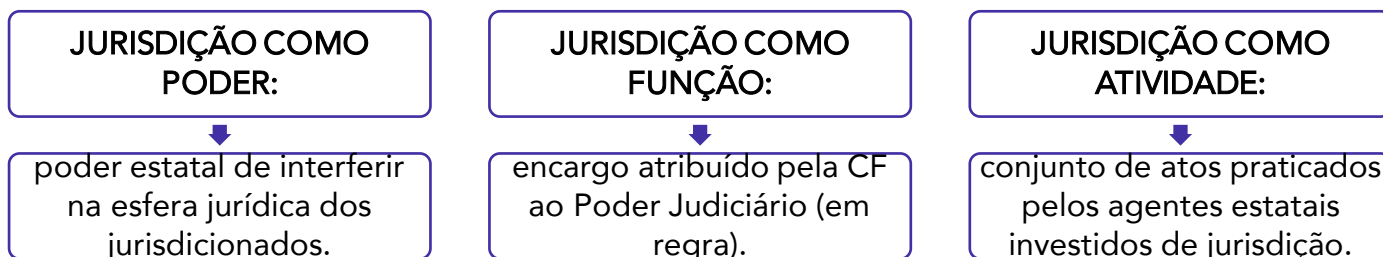 JURISDIÇÃO COMO
PODER:
poder estatal de interferir
na esfera jurídica dos
jurisdicionados.
JURISDIÇÃO COMO
FUNÇÃO:
encargo atribuído pela CF
ao Poder Judiciário (em
regra).
JURISDIÇÃO COMO
ATIVIDADE:
conjunto de atos praticados
pelos agentes estatais
investidos de jurisdição.